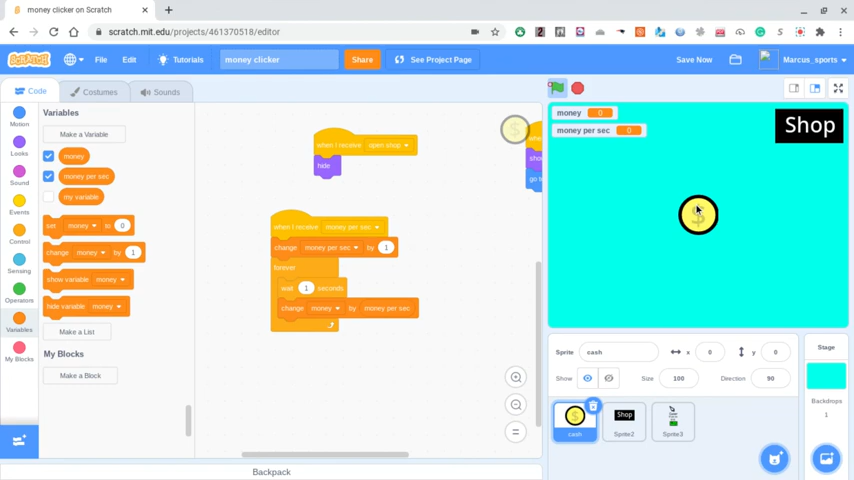 money clicker on Scratch
scratch.mit.edu/projects/461370518/editor
SCRATCH File Edit Tutorials money clicker Share See Project Page Save Now Marcus_sports
Code Costumes Sounds
Variables
Make a Variable
money
money per sec
my variable
set money to 0
change money by 1
show variable money
hide variable money
Make a List
My Blocks
Make a Block
Motion
Looks
Sound
Events
Control
Sensing
Operators
Variables
My Blocks
when I receive open shop
hide
when I receive money per sec
change money per sec by 1
forever
wait 1 seconds
change money by money per sec
go to
Backpack
money 0
money per sec 0
Shop
$
Sprite cash x 0 y 0
Show Size 100 Direction 90
cash
Shop
Sprite2
Sprite3
Stage
Backdrops
1